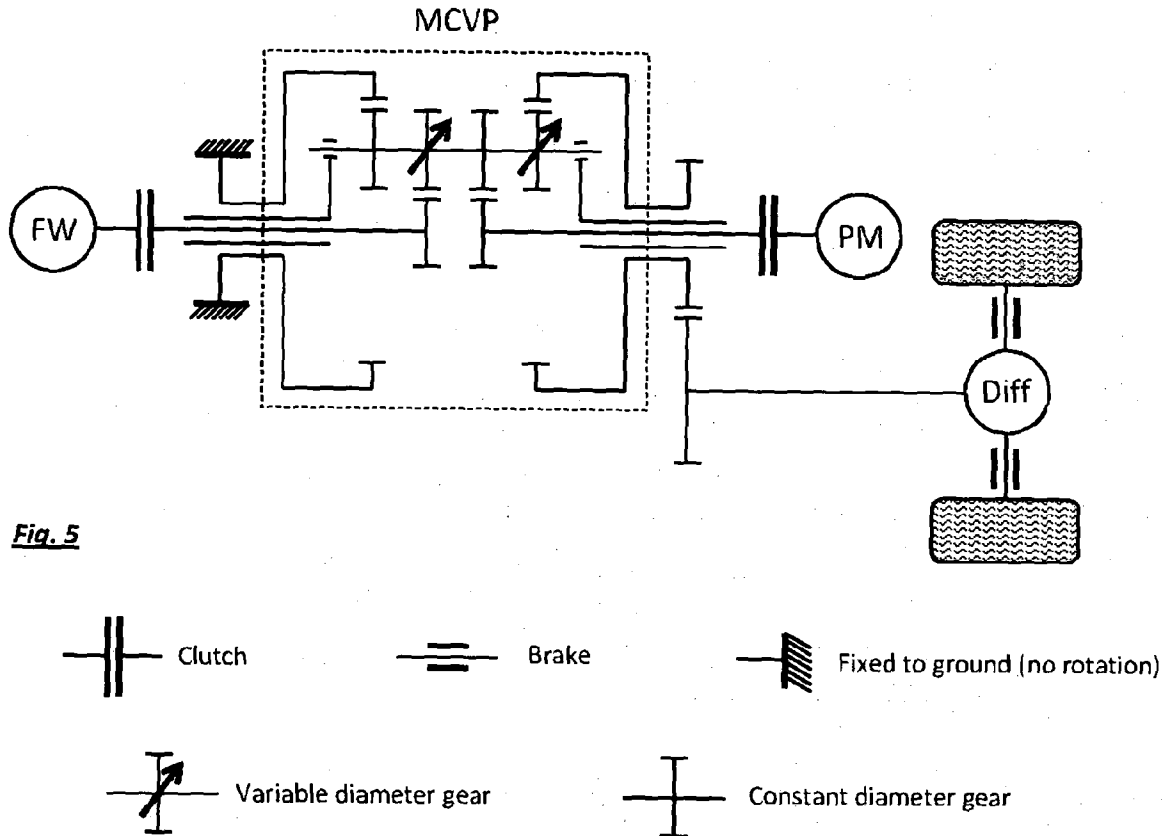 MCVP
FW
PM
Diff
Fig. 5
Clutch
Brake
Fixed to ground (no rotation)
Variable diameter gear
Constant diameter gear